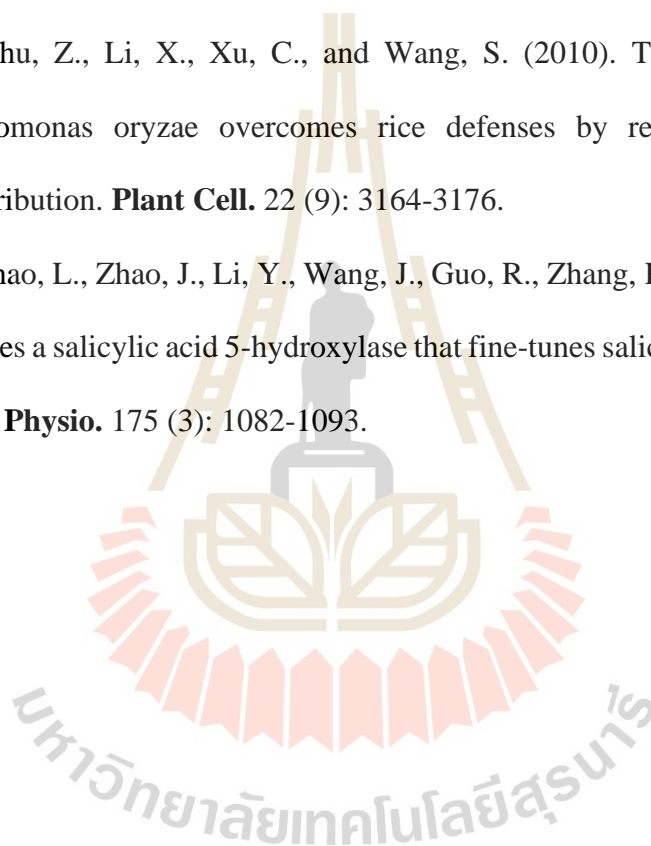 hu, Z., Li, X., Xu, C., and Wang, S. (2010). T
omonas oryzae overcomes rice defenses by re
ribution. Plant Cell. 22 (9): 3164-3176.
nao, L., Zhao, J., Li, Y., Wang, J., Guo, R., Zhang,
es a salicylic acid 5-hydroxylase that fine-tunes salic
Physio. 175 (3): 1082-1093.
มหาวิทยาลัยเทคโนโลยีสุรนารี